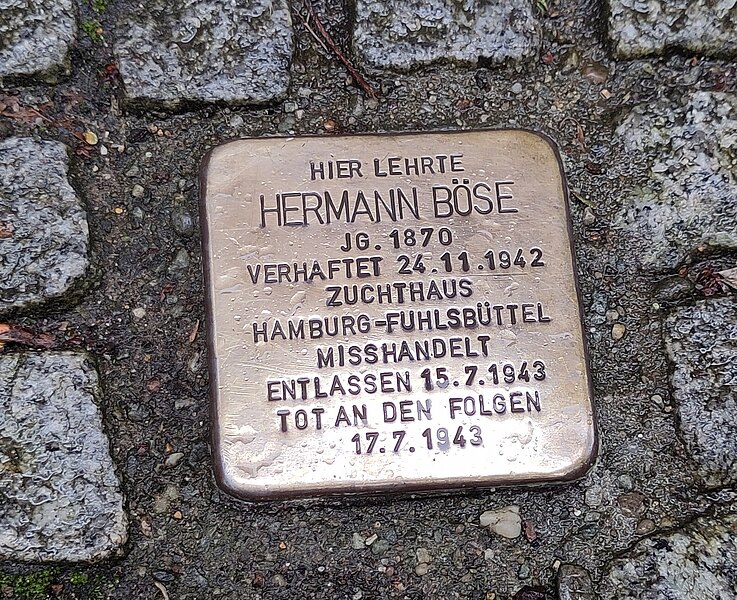 HIER LEHRTE
HERMANN BÖSE
JG. 1870
VERHAFTET 24.11.1942
ZUCHTHAUS
HAMBURG-FUHLSBÜTTEL
MISSHANDELT
ENTLASSEN 15.7.1943
TOT AN DEN FOLGEN
17.7.1943